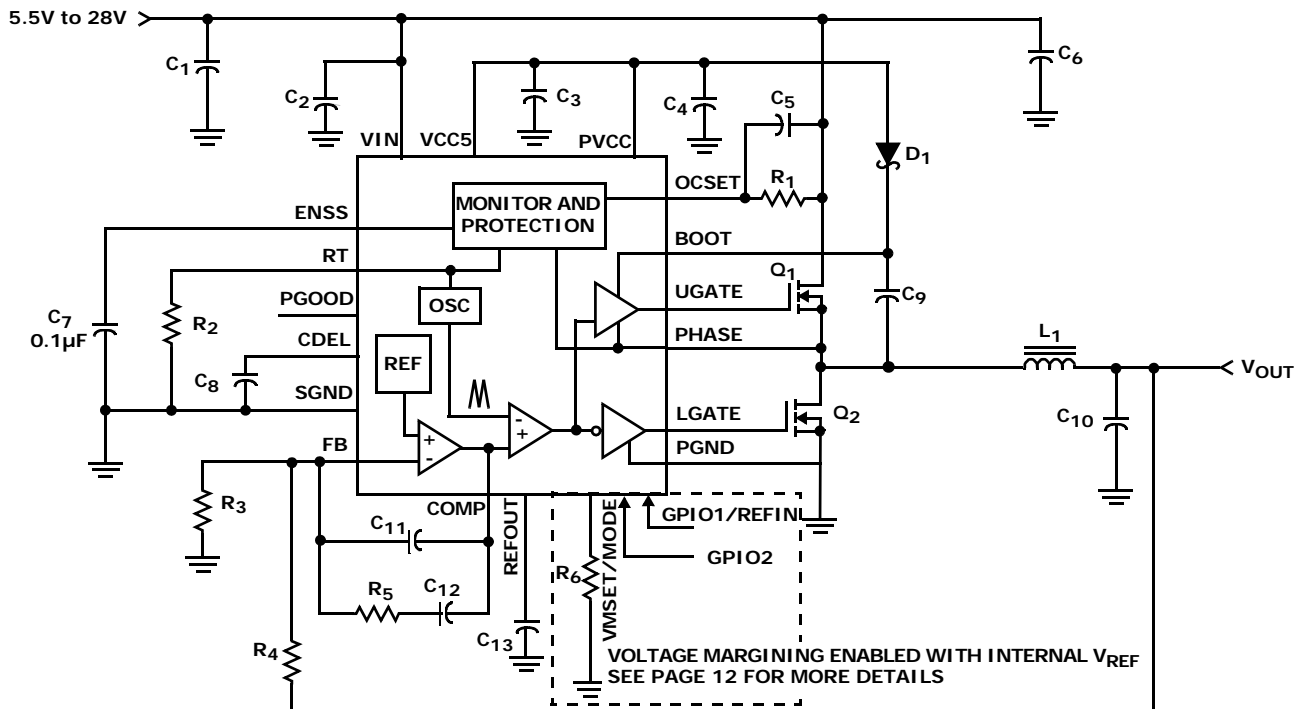 5.5V to 28V
C1
C2
C3
C4
C5
C6
VIN
VCC5
PVCC
D1
OCSET
R1
MONITOR AND
PROTECTION
ENSS
BOOT
RT
Q1
UGATE
C9
OSC
PGOOD
C7
0.1µF
R2
CDEL
PHASE
REF
L1
VOUT
C8
SGND
LGATE
Q2
C10
+
-
-
+
FB
PGND
R3
COMP
REFOUT
VMSET/MODE
GPIO1/REFIN
GPIO2
C11
R6
R5
C12
C13
R4
VOLTAGE MARGINING ENABLED WITH INTERNAL VREF
SEE PAGE 12 FOR MORE DETAILS